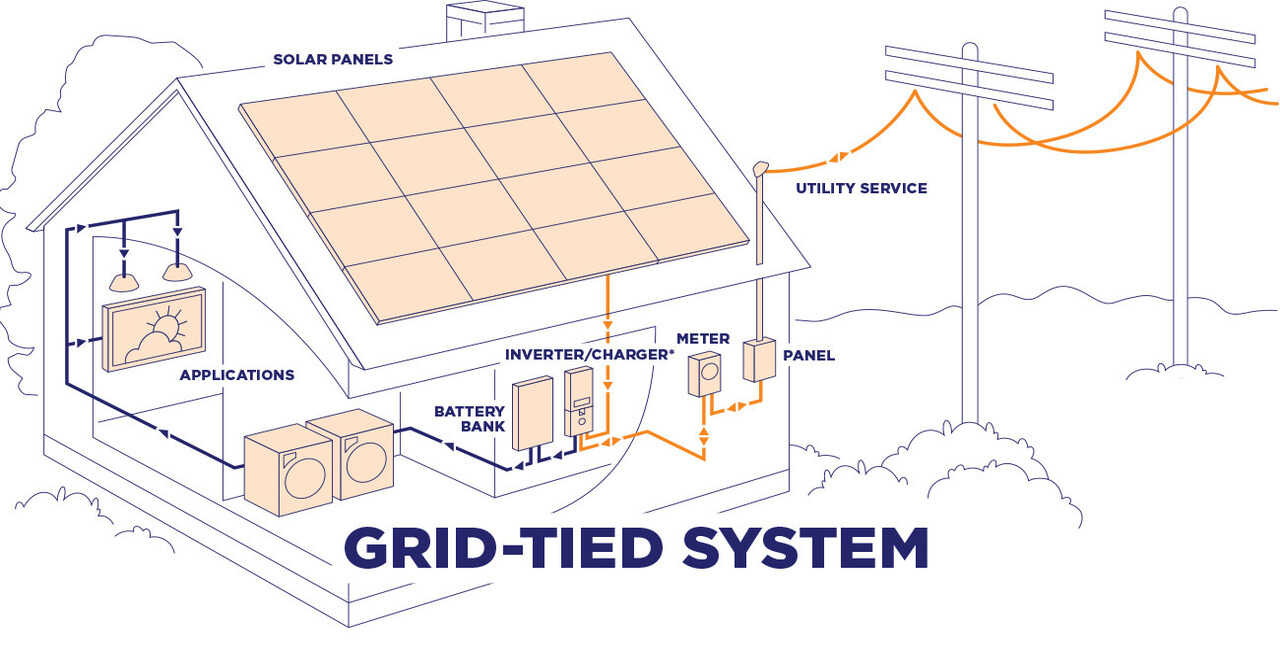 SOLAR PANELS
UTILITY SERVICE
METER
INVERTER/CHARGER*
PANEL
APPLICATIONS
BATTERY
BANK
GRID-TIED SYSTEM